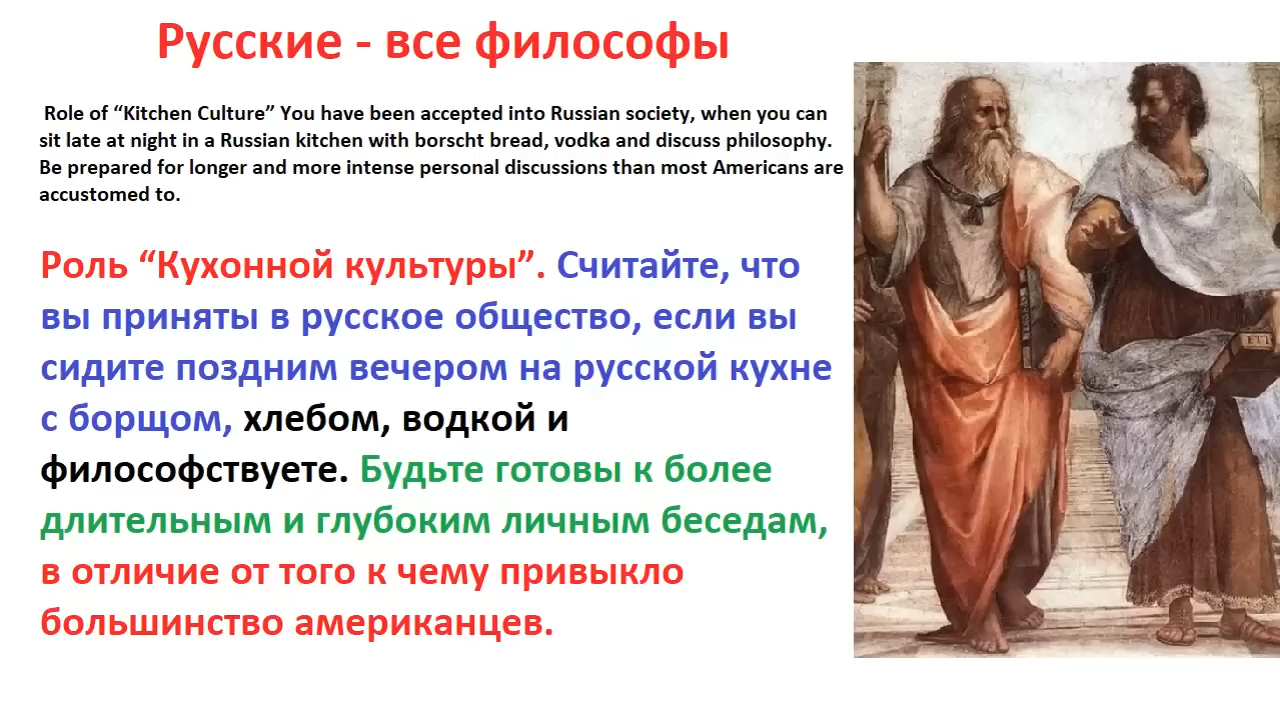 Русские - все философы
Role of “Kitchen Culture” You have been accepted into Russian society, when you can
sit late at night in a Russian kitchen with borscht bread, vodka and discuss philosophy.
Be prepared for longer and more intense personal discussions than most Americans are
accustomed to.
Роль “Кухонной культуры”. Считайте, что
вы приняты в русское общество, если вы
сидите поздним вечером на русской кухне
с борщом, хлебом, водкой и
философствуете. Будьте готовы к более
длительным и глубоким личным беседам,
в отличие от того к чему привыкло
большинство американцев.